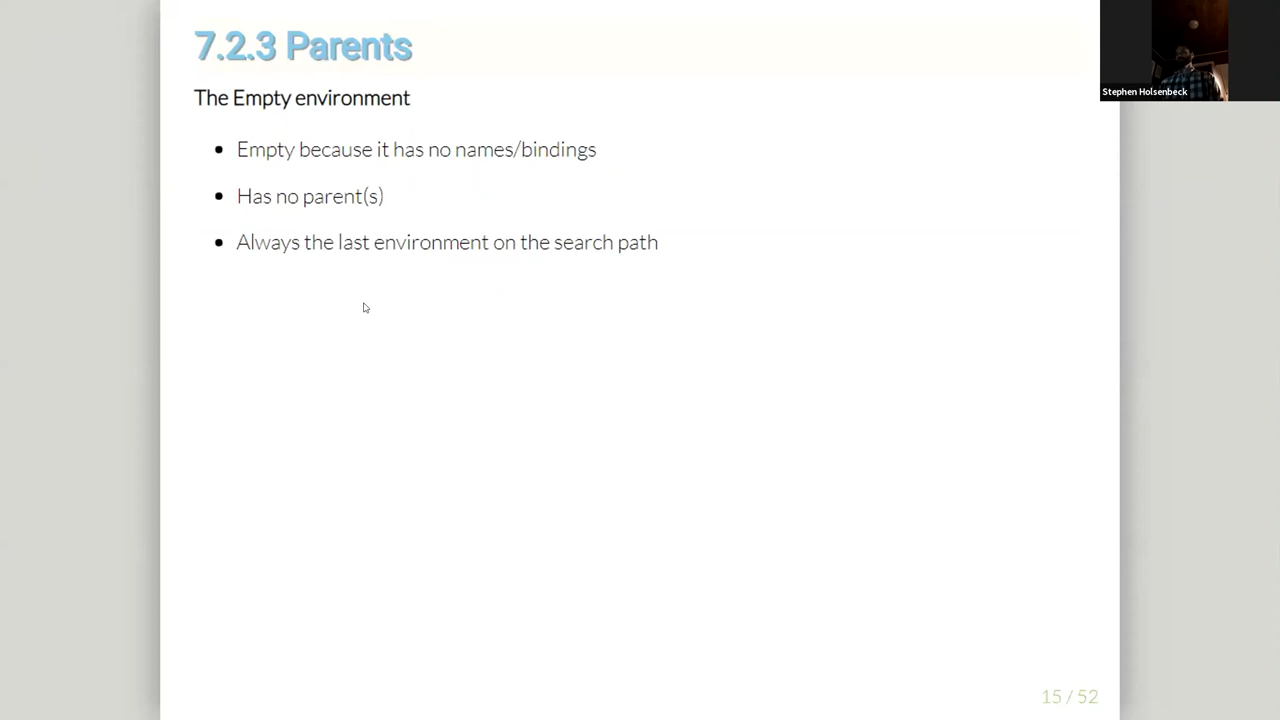 7.2.3 Parents
The Empty environment
Empty because it has no names/bindings
Has no parent(s)
Always the last environment on the search path
Stephen Holsenbeck
15 / 52